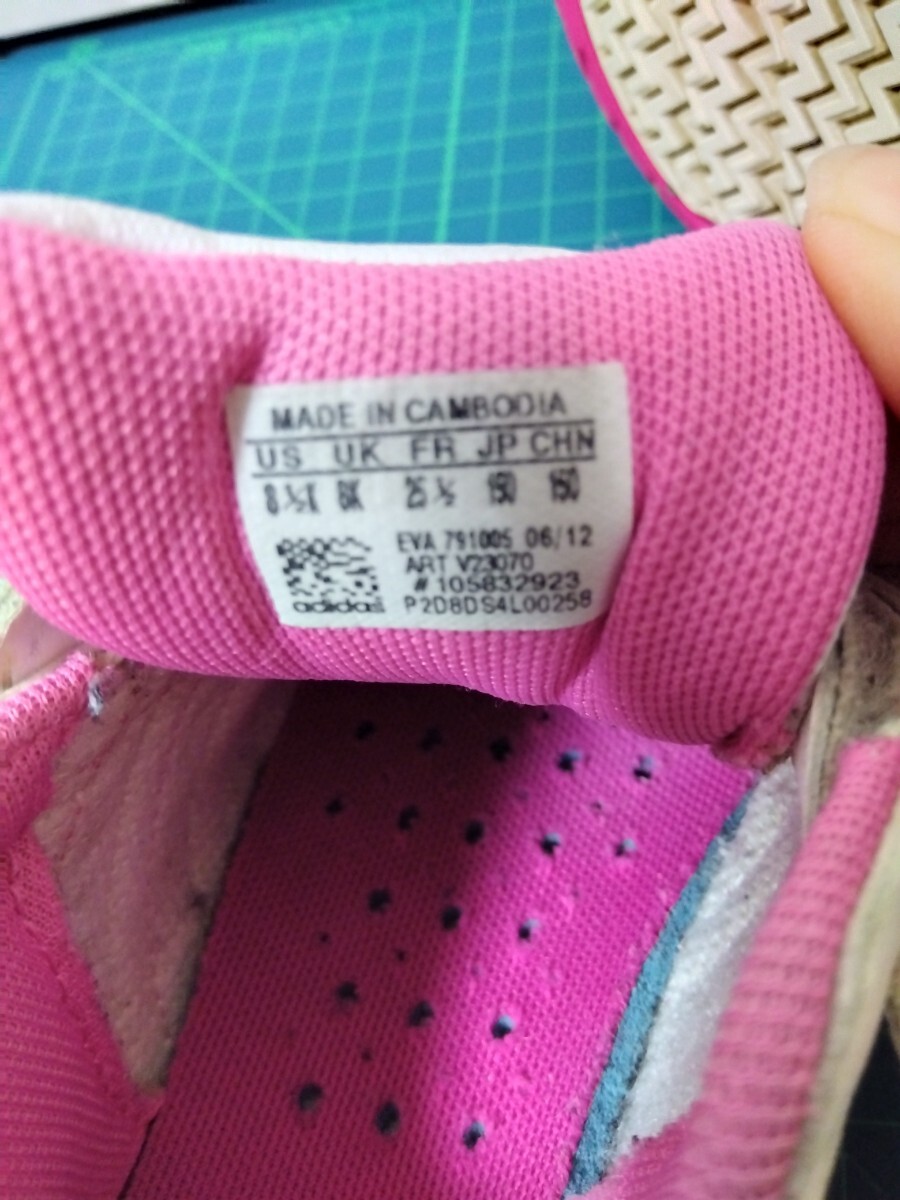 MADE IN CAMBODIA
US UK FR JP CHN
8 ½K 8K 25 ½ 150 150
EVA 791005 06/12
ART V23070
# 105832923
adidas P2D8DS4L00258